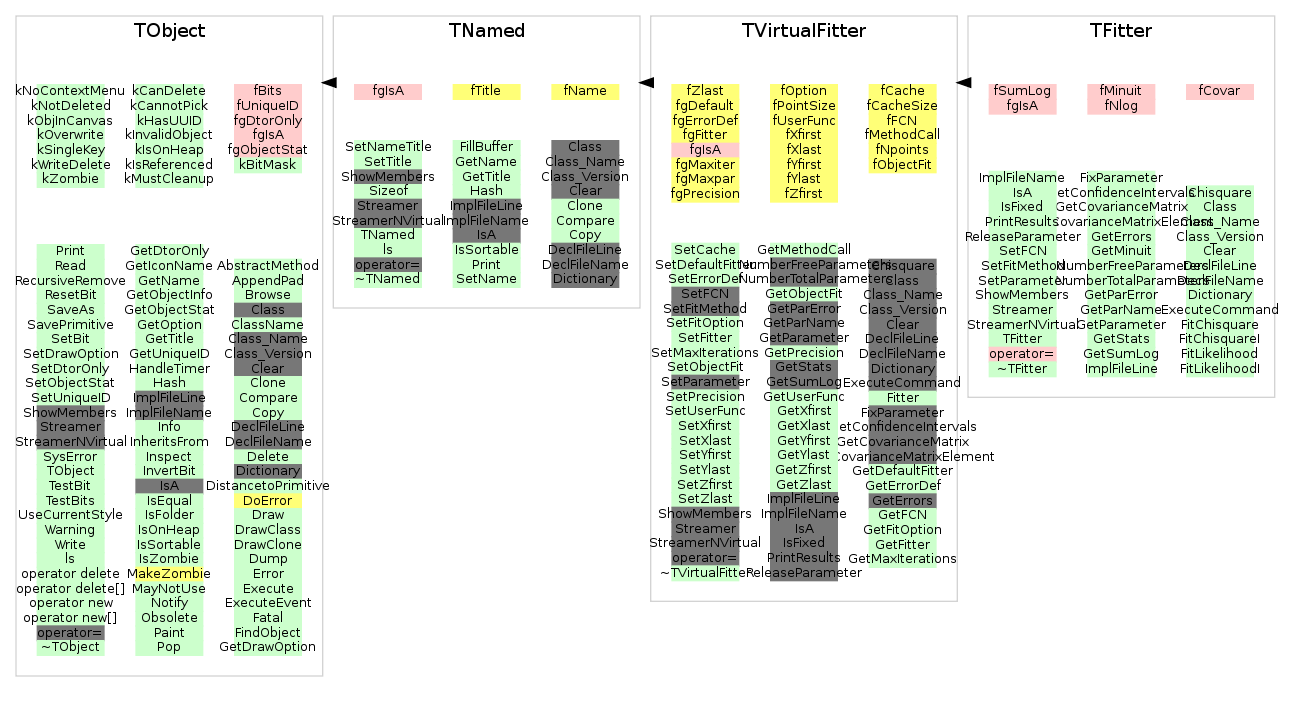 TObject
kNoContextMenu
kNotDeleted
kObjInCanvas
kOverwrite
kSingleKey
kWriteDelete
kZombie
kCanDelete
kCannotPick
kHasUUID
kInvalidObject
kIsOnHeap
kIsReferenced
kMustCleanup
fBits
fUniqueID
fgDtorOnly
fgIsA
fgObjectStat
kBitMask
Print
Read
RecursiveRemove
ResetBit
SaveAs
SavePrimitive
SetBit
SetDrawOption
SetDtorOnly
SetObjectStat
SetUniqueID
ShowMembers
Streamer
StreamerNVirtual
SysError
TObject
TestBit
TestBits
UseCurrentStyle
Warning
Write
ls
operator delete
operator delete[]
operator new
operator new[]
operator=
~TObject
GetDtorOnly
GetIconName
GetName
GetObjectInfo
GetObjectStat
GetOption
GetTitle
GetUniqueID
HandleTimer
Hash
ImplFileLine
ImplFileName
Info
InheritsFrom
Inspect
InvertBit
IsA
IsEqual
IsFolder
IsOnHeap
IsSortable
IsZombie
MakeZombie
MayNotUse
Notify
Obsolete
Paint
Pop
AbstractMethod
AppendPad
Browse
Class
ClassName
Class_Name
Class_Version
Clear
Clone
Compare
Copy
DeclFileLine
DeclFileName
Delete
Dictionary
DistancetoPrimitive
DoError
Draw
DrawClass
DrawClone
Dump
Error
Execute
ExecuteEvent
Fatal
FindObject
GetDrawOption
TNamed
fgIsA
fTitle
fName
SetNameTitle
SetTitle
ShowMembers
Sizeof
Streamer
StreamerNVirtual
TNamed
ls
operator=
~TNamed
FillBuffer
GetName
GetTitle
Hash
ImplFileLine
ImplFileName
IsA
IsSortable
Print
SetName
Class
Class_Name
Class_Version
Clear
Clone
Compare
Copy
DeclFileLine
DeclFileName
Dictionary
TVirtualFitter
fZlast
fgDefault
fgErrorDef
fgFitter
fgIsA
fgMaxiter
fgMaxpar
fgPrecision
fOption
fPointSize
fUserFunc
fXfirst
fXlast
fYfirst
fYlast
fZfirst
fCache
fCacheSize
fFCN
fMethodCall
fNpoints
fObjectFit
SetCache
SetDefaultFitter
SetErrorDef
SetFCN
SetFitMethod
SetFitOption
SetFitter
SetMaxIterations
SetObjectFit
SetParameter
SetPrecision
SetUserFunc
SetXfirst
SetXlast
SetYfirst
SetYlast
SetZfirst
SetZlast
ShowMembers
Streamer
StreamerNVirtual
operator=
~TVirtualFitter
GetMethodCall
NumberFreeParameters
NumberTotalParameters
GetObjectFit
GetParError
GetParName
GetParameter
GetPrecision
GetStats
GetSumLog
GetUserFunc
GetXfirst
GetXlast
GetYfirst
GetYlast
GetZfirst
GetZlast
ImplFileLine
ImplFileName
IsA
IsFixed
PrintResults
ReleaseParameter
Chisquare
Class
Class_Name
Class_Version
Clear
DeclFileLine
DeclFileName
Dictionary
ExecuteCommand
Fitter
FixParameter
etConfidenceIntervals
GetCovarianceMatrix
CovarianceMatrixElement
GetDefaultFitter
GetErrorDef
GetErrors
GetFCN
GetFitOption
GetFitter
GetMaxIterations
TFitter
fSumLog
fgIsA
fMinuit
fNlog
fCovar
ImplFileName
IsA
IsFixed
PrintResults
ReleaseParameter
SetFCN
SetFitMethod
SetParameter
ShowMembers
Streamer
StreamerNVirtual
TFitter
operator=
~TFitter
FixParameter
etConfidenceIntervals
GetCovarianceMatrix
CovarianceMatrixElement
GetErrors
GetMinuit
NumberFreeParameters
NumberTotalParameters
GetParError
GetParName
GetParameter
GetStats
GetSumLog
ImplFileLine
Chisquare
Class
Class_Name
Class_Version
Clear
DeclFileLine
DeclFileName
Dictionary
ExecuteCommand
FitChisquare
FitChisquareI
FitLikelihood
FitLikelihoodI